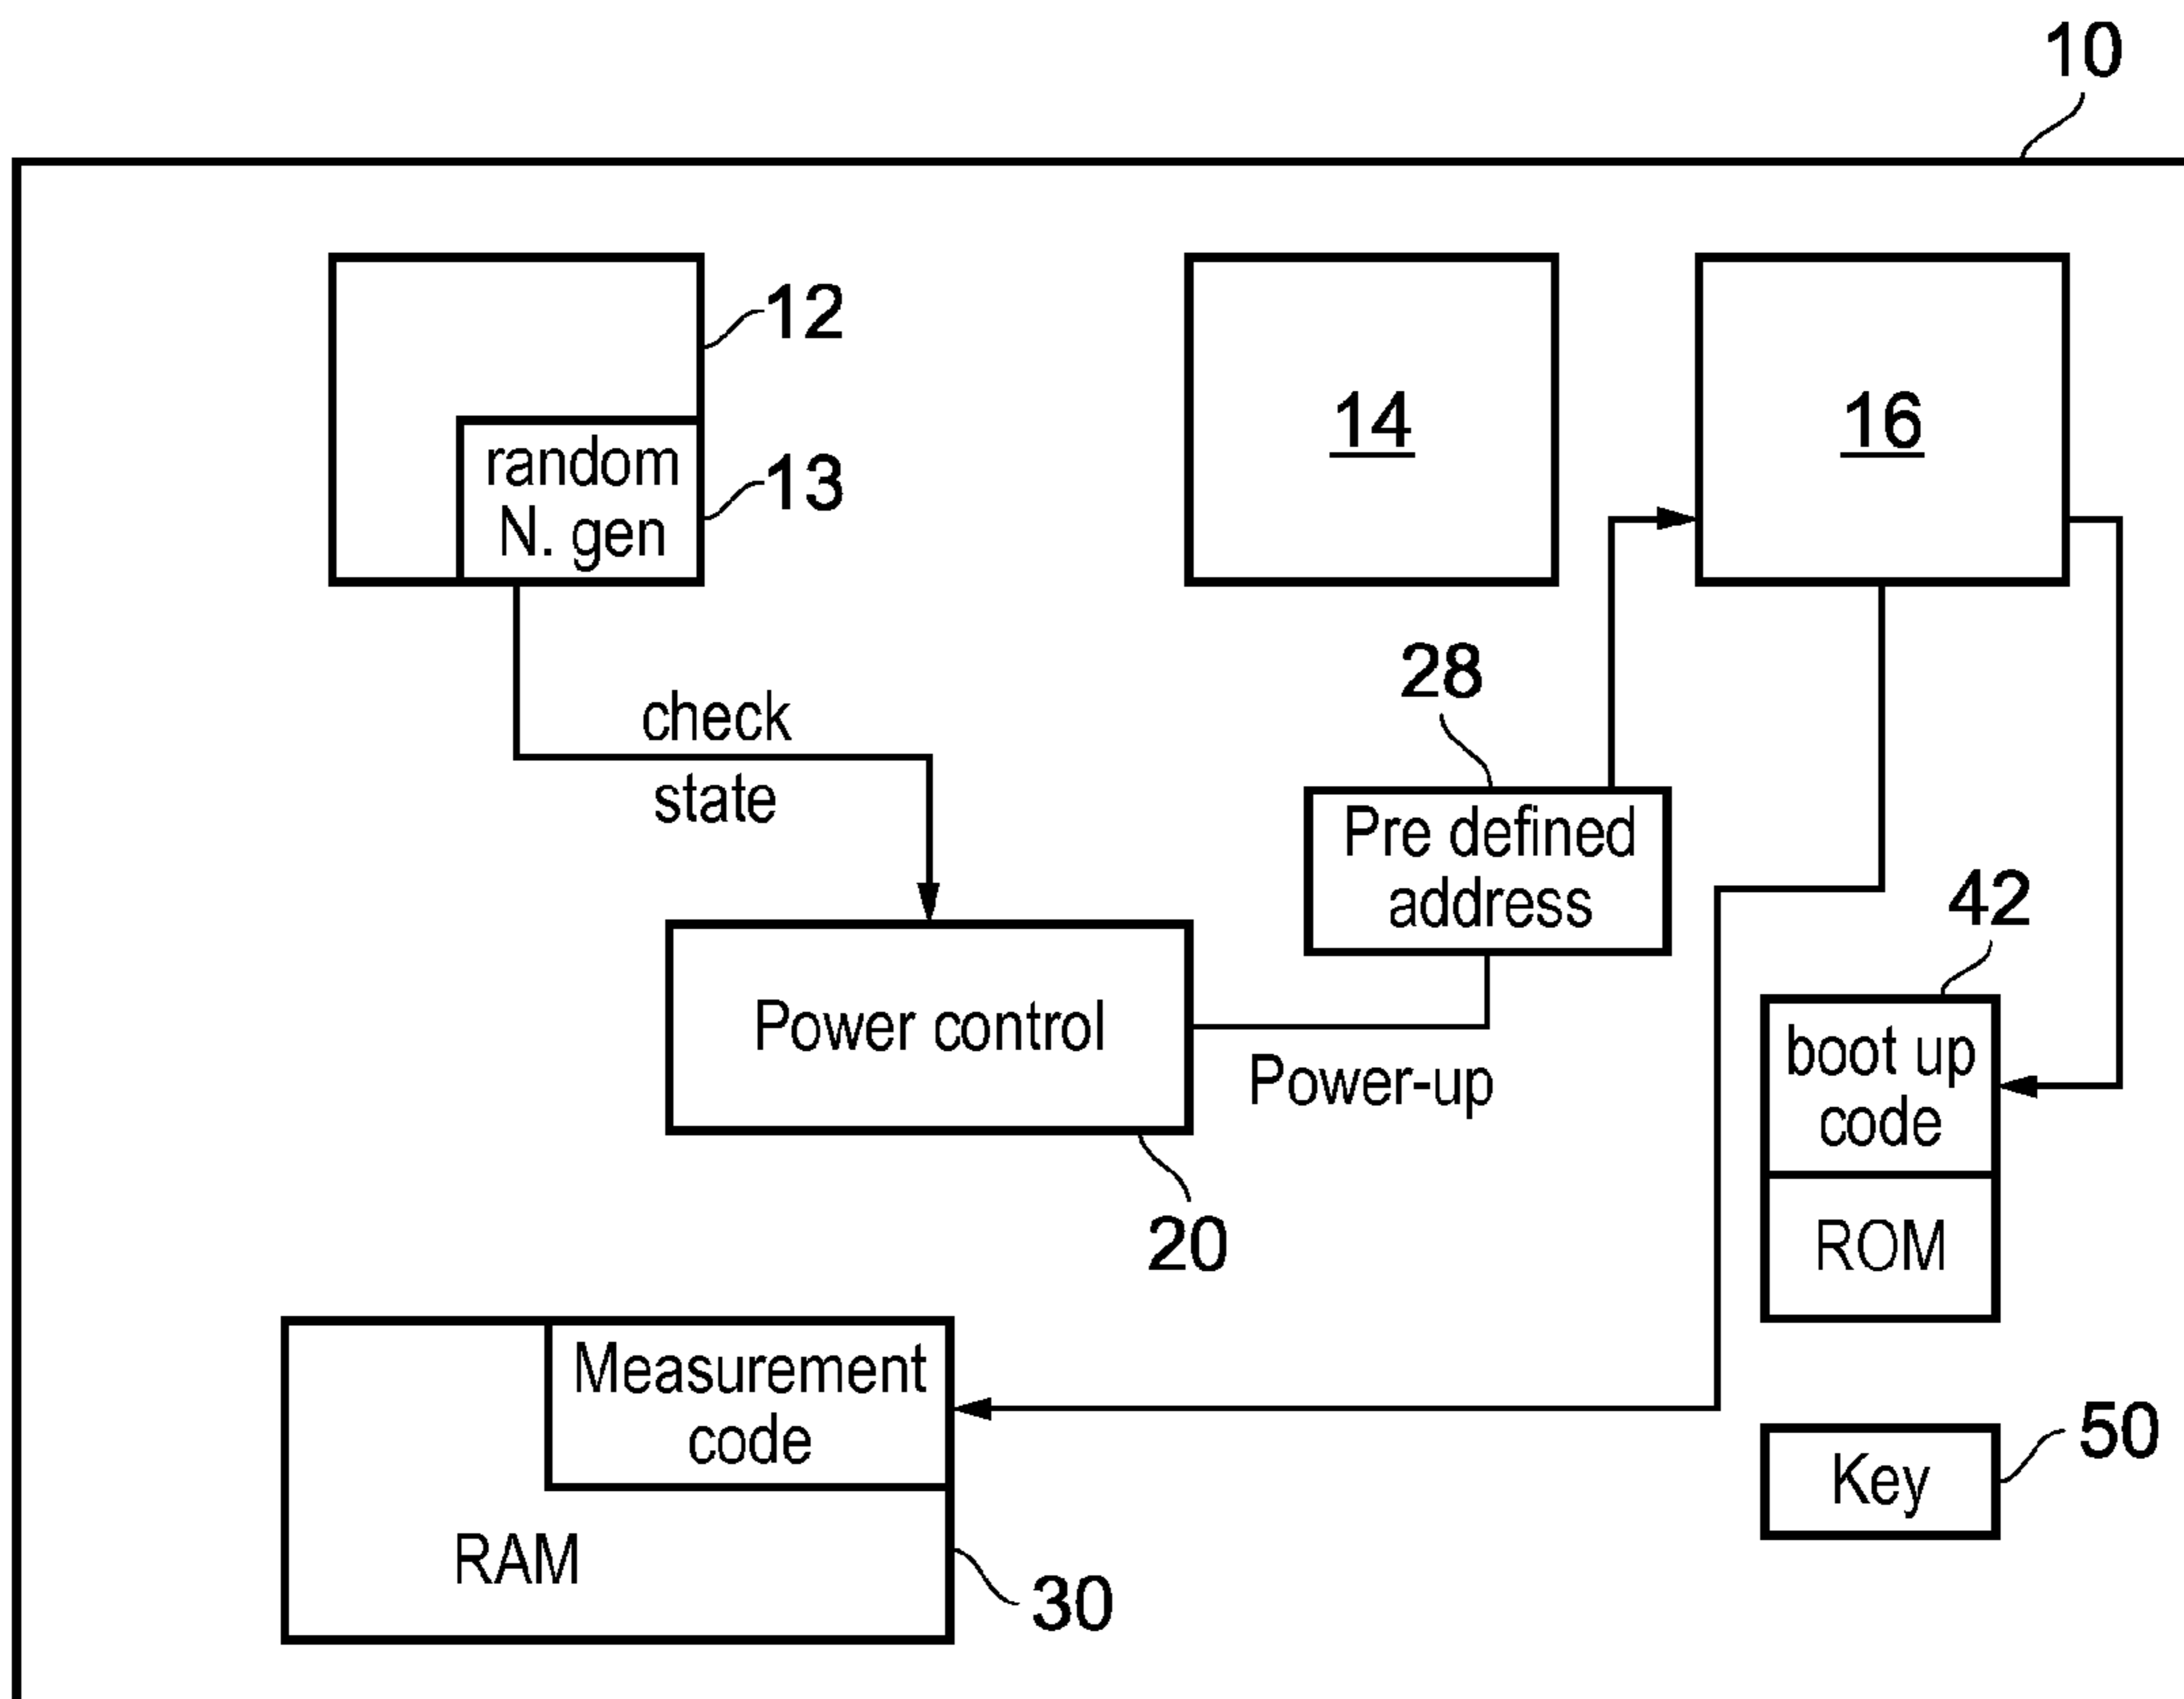 10
12
random
N. gen
13
14
16
check
state
28
Pre defined
address
Power control
Power-up
20
42
boot up
code
ROM
Measurement
code
RAM
30
Key
50